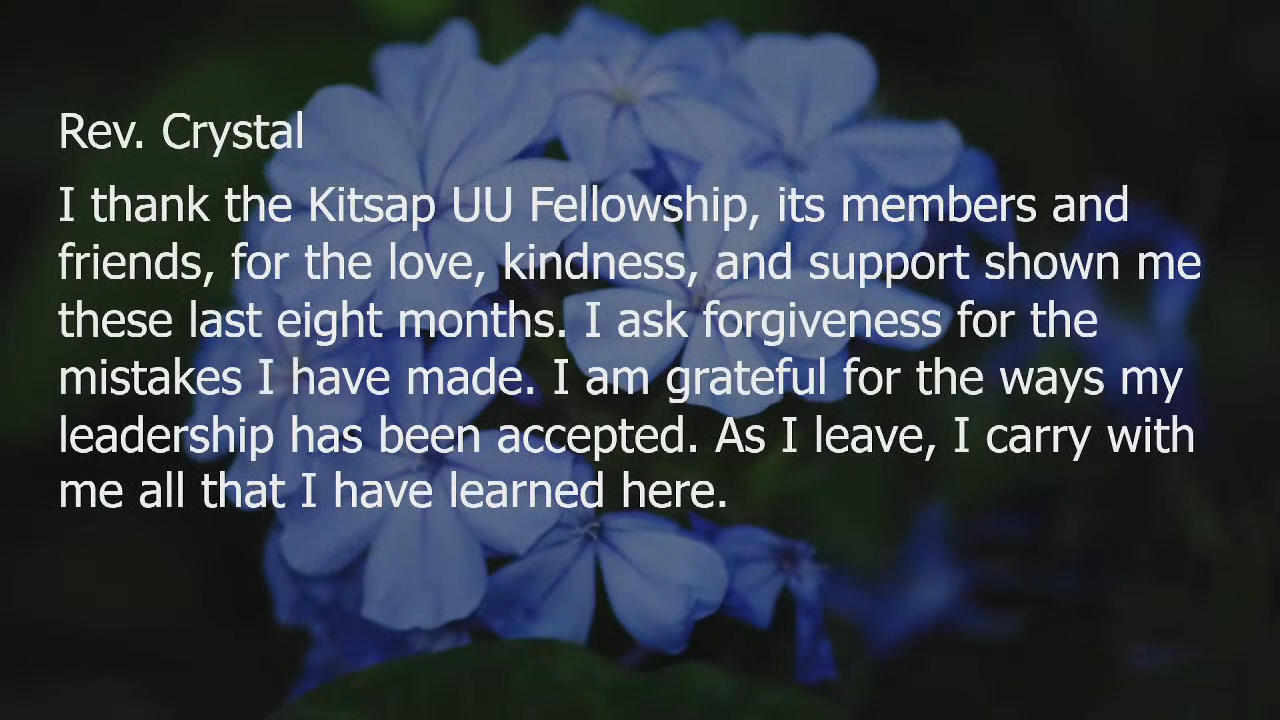 Rev. Crystal
I thank the Kitsap UU Fellowship, its members and
friends, for the love, kindness, and support shown me
these last eight months. I ask forgiveness for the
mistakes I have made. I am grateful for the ways my
leadership has been accepted. As I leave, I carry with
me all that I have learned here.